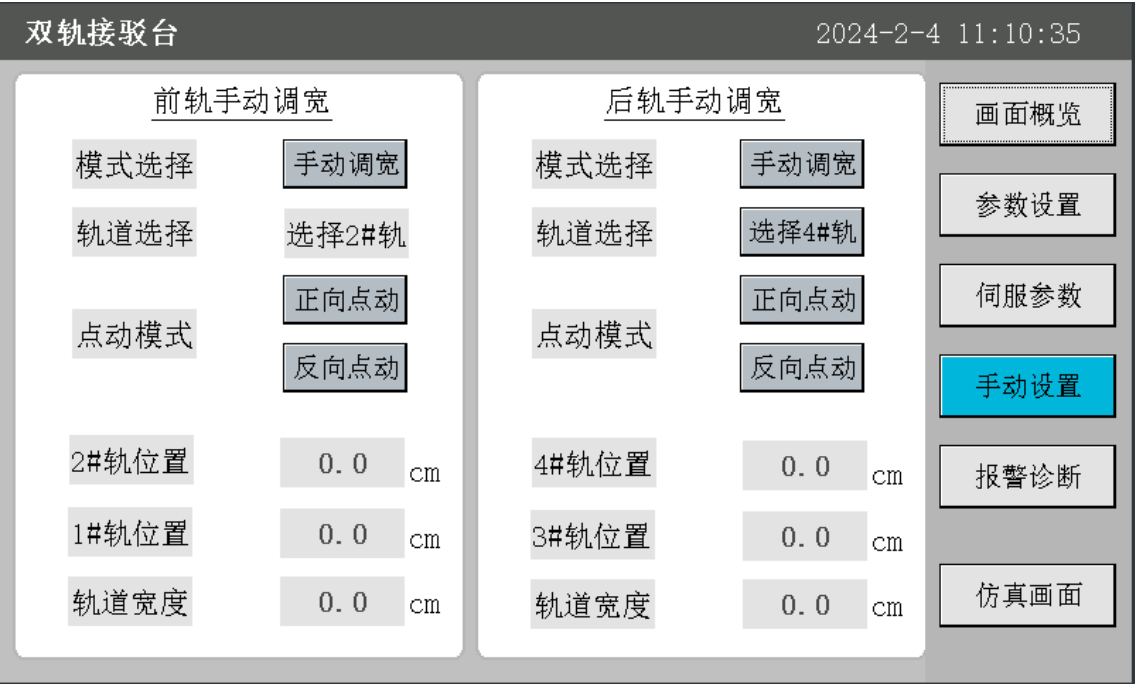 双轨接驳台 2024-2-4 11:10:35
前轨手动调宽
模式选择 手动调宽
轨道选择 选择2#轨
点动模式
正向点动
反向点动
2#轨位置 0.0 cm
1#轨位置 0.0 cm
轨道宽度 0.0 cm
后轨手动调宽
模式选择 手动调宽
轨道选择 选择4#轨
点动模式
正向点动
反向点动
4#轨位置 0.0 cm
3#轨位置 0.0 cm
轨道宽度 0.0 cm
画面概览
参数设置
伺服参数
手动设置
报警诊断
仿真画面